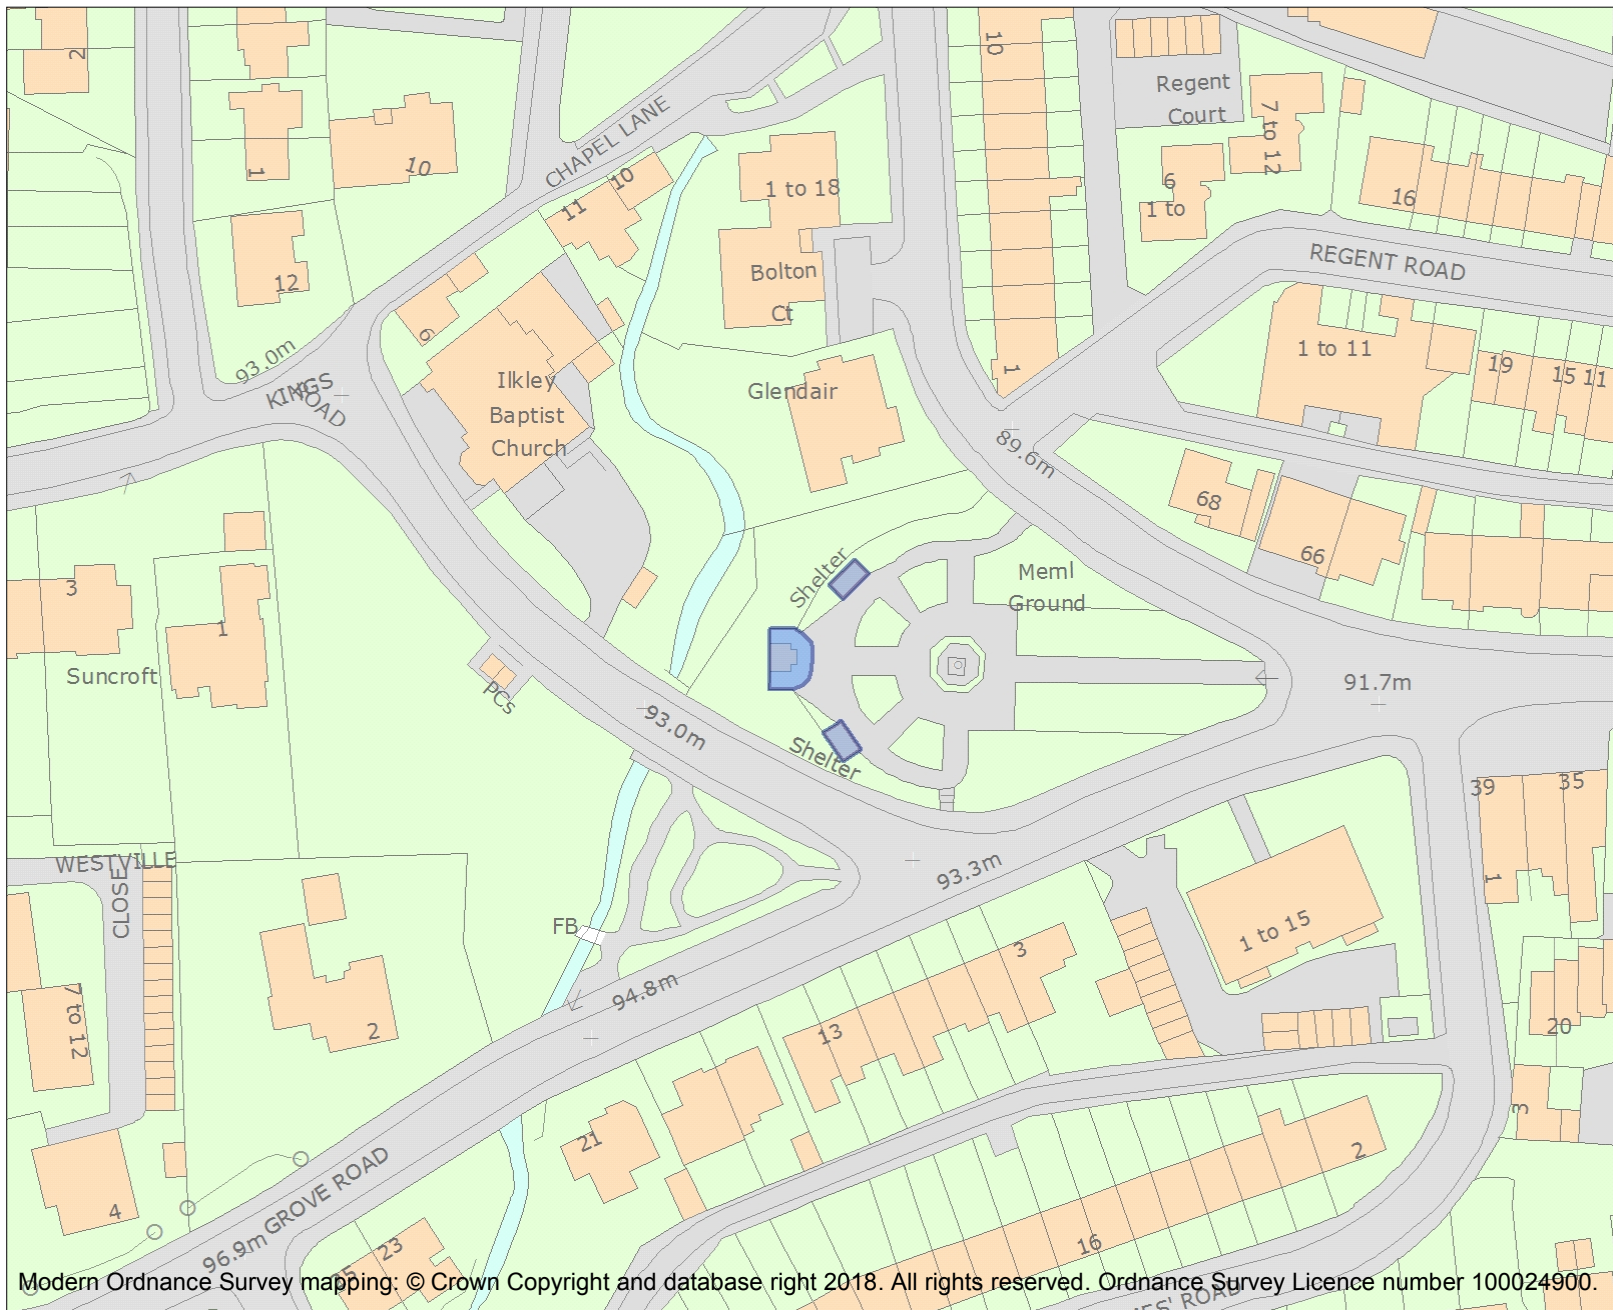 2
10
Regent
Court
7 to 12
CHAPEL LANE
1
10
10
11
1 to 18
6
1 to
16
REGENT ROAD
12
Bolton
Ct
6
93.0m
KINGS
ROAD
Ilkley
Baptist
Church
Glendair
1
1 to 11
19
15
11
89.6m
68
66
3
1
Suncroft
Shelter
Meml
Ground
PCs
93.0m
Shelter
91.7m
39
35
WESTVILLE
CLOSE
93.3m
1
FB
1 to 15
3
94.8m
7 to 12
2
13
20
21
3
2
4
GROVE ROAD
96.9m
23
25
16
Modern Ordnance Survey mapping: © Crown Copyright and database right 2018. All rights reserved. Ordnance Survey Licence number 100024900.
ES' ROAD